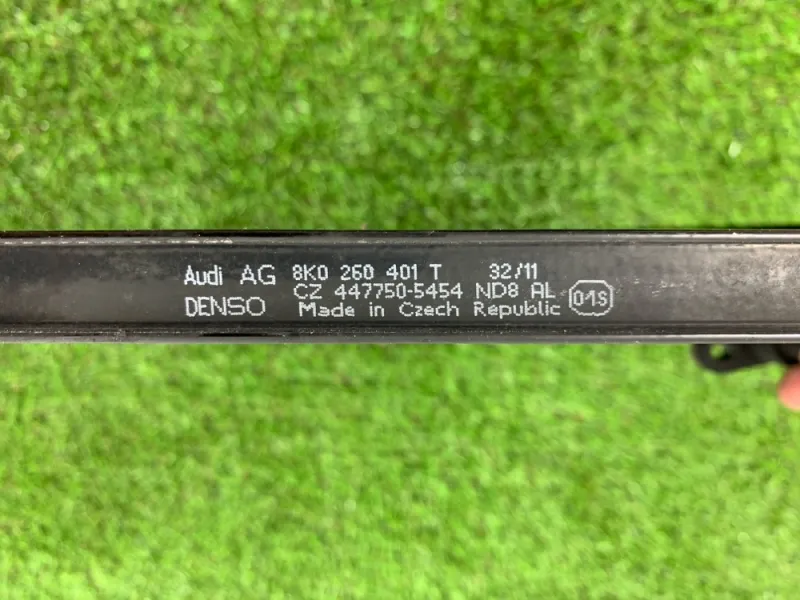 Audi AG 8K0 260 401 T 32/11
CZ 447750-5454 ND8 AL
DENSO Made in Czech Republic
01S